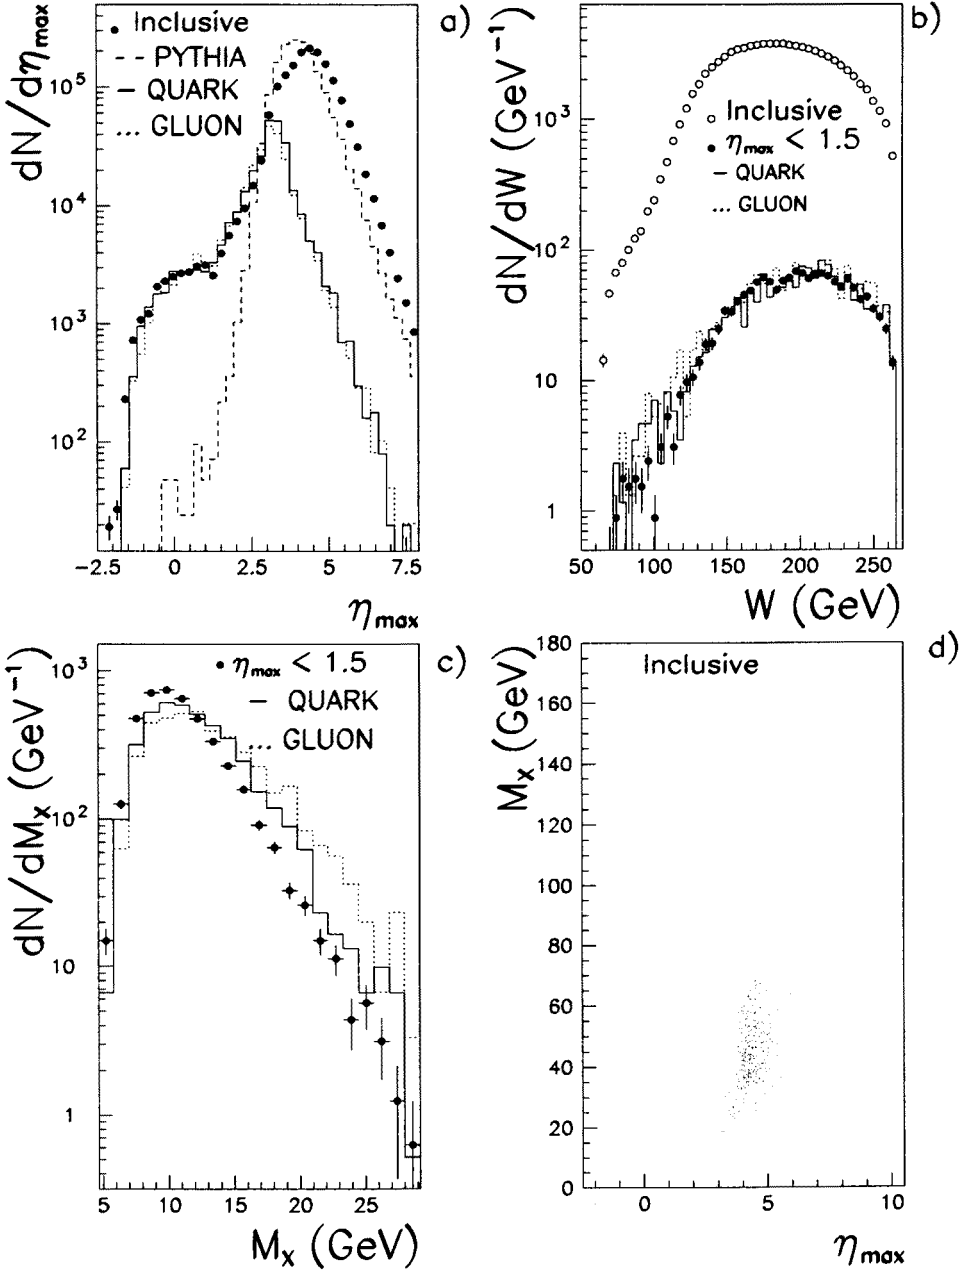 a)
dN/dη_max
• Inclusive
-- PYTHIA
— QUARK
... GLUON
10^5
10^4
10^3
10^2
−2.5 0 2.5 5 7.5
η_max
b)
dN/dW (GeV^−1)
○ Inclusive
• η_max < 1.5
— QUARK
... GLUON
10^3
10^2
10
1
50 100 150 200 250
W (GeV)
c)
dN/dM_x (GeV^−1)
• η_max < 1.5
— QUARK
... GLUON
10^3
10^2
10
1
5 10 15 20 25
M_x (GeV)
d)
M_x (GeV)
Inclusive
180
160
140
120
100
80
60
40
20
0
0 5 10
η_max